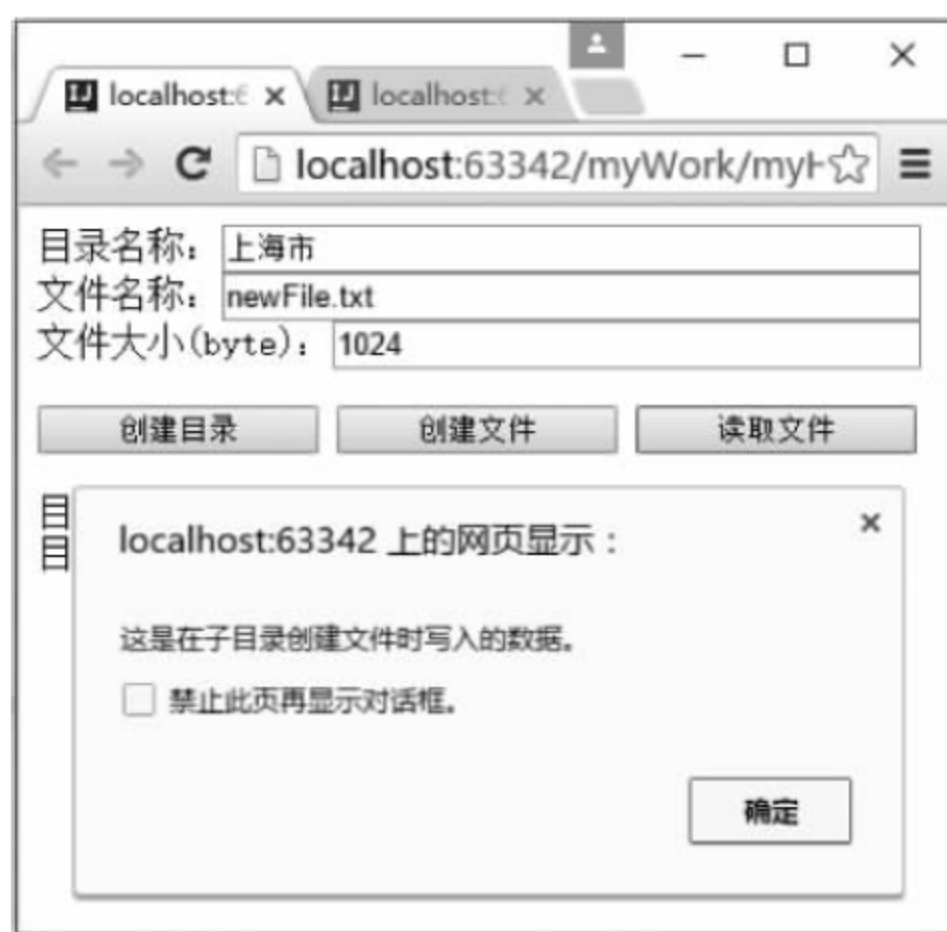 localhost:6
localhost:6
localhost:63342/myWork/myH
目录名称：上海市
文件名称：newFile.txt
文件大小(byte)：1024
创建目录 创建文件 读取文件
目
目
localhost:63342 上的网页显示：
这是在子目录创建文件时写入的数据。
禁止此页再显示对话框。
确定